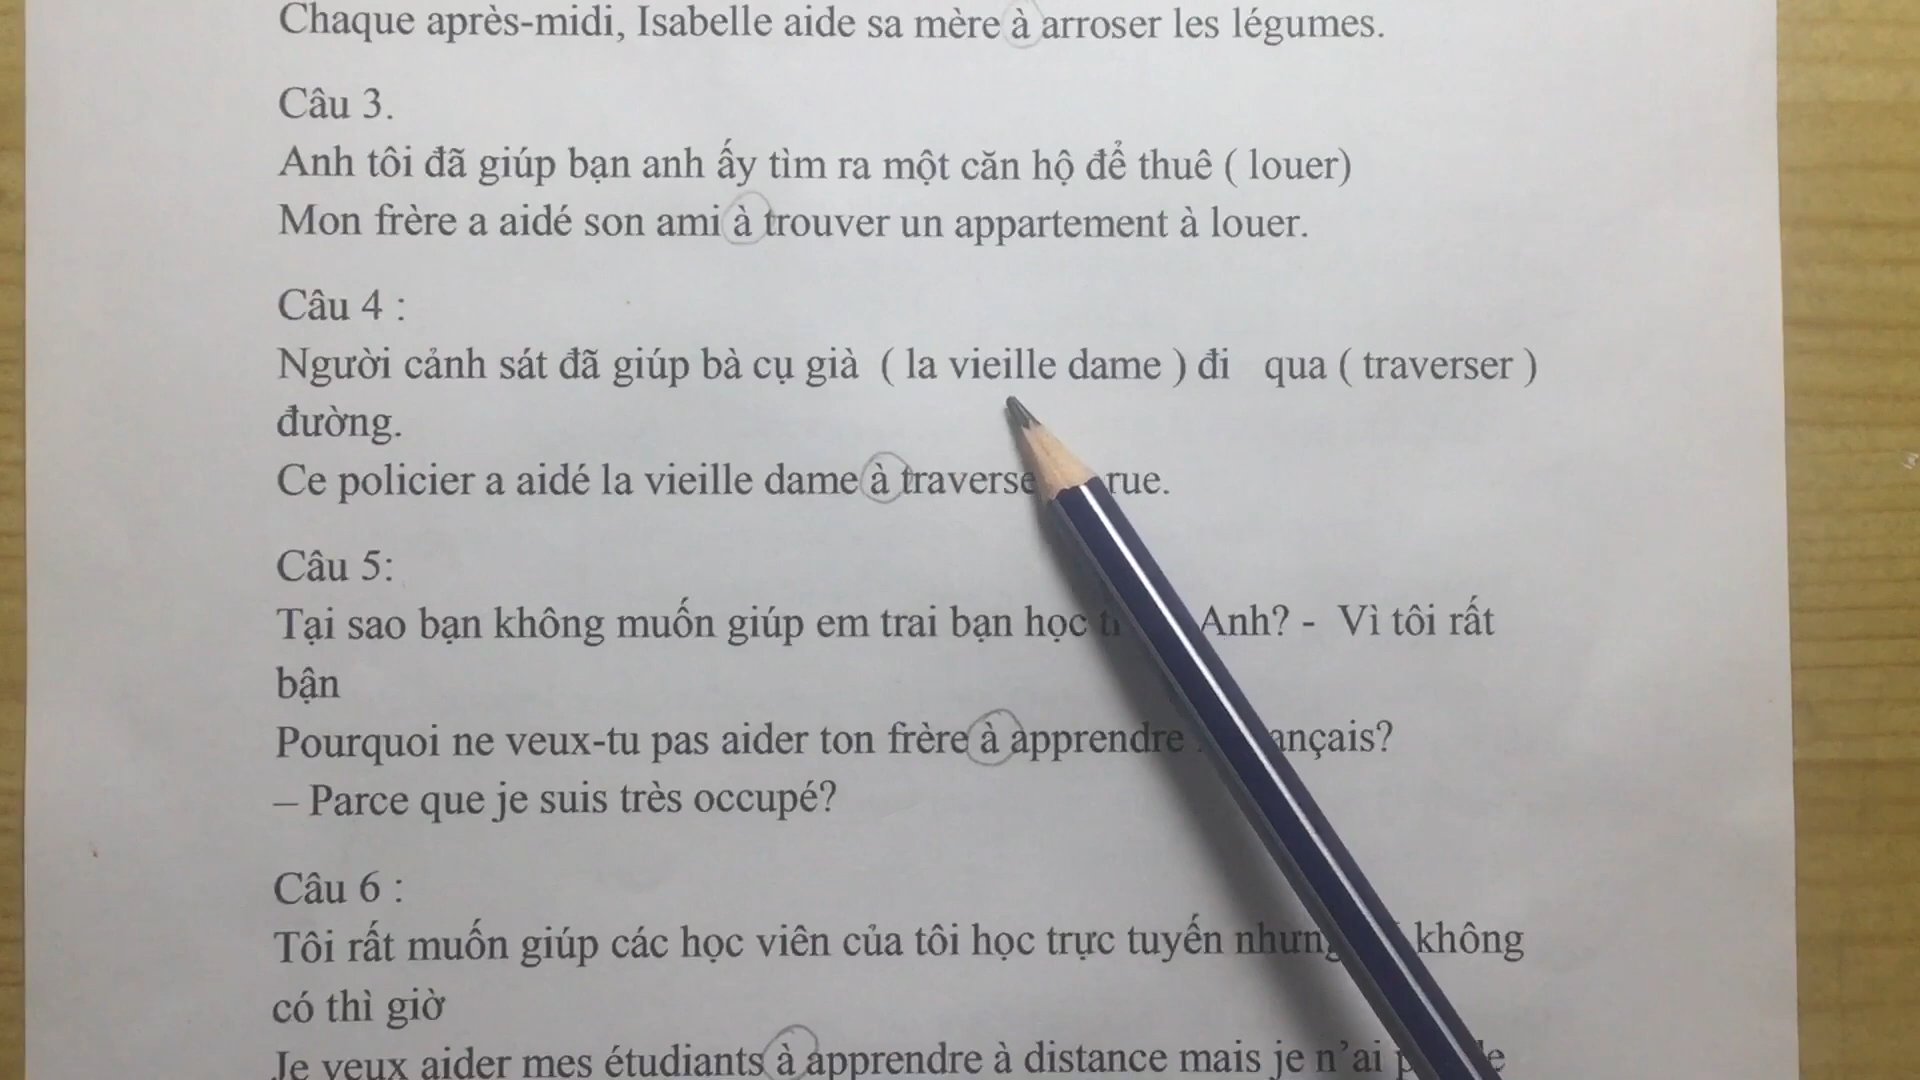 Chaque après-midi, Isabelle aide sa mère à arroser les légumes.
Câu 3.
Anh tôi đã giúp bạn anh ấy tìm ra một căn hộ để thuê ( louer)
Mon frère a aidé son ami à trouver un appartement à louer.
Câu 4 :
Người cảnh sát đã giúp bà cụ già ( la vieille dame ) đi qua ( traverser )
đường.
Ce policier a aidé la vieille dame à rue.
Câu 5:
Tại sao bạn không muốn giúp em trai bạn học Anh? - Vì tôi rất
bận
Pourquoi ne veux-tu pas aider ton frère à apprendre
– Parce que je suis très occupé?
Câu 6 :
Tôi rất muốn giúp các học viên của tôi học trực tuyến không
có thì giờ
Je veux aider mes étudiants à apprendre à distance mais je n'ai